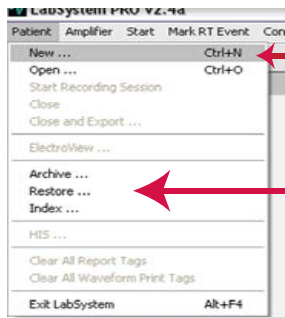 LabSystem PRO v2.4a
Patient Amplifier Start Mark RT Event Con
New ... Ctrl+N
Open ... Ctrl+O
Start Recording Session
Close
Close and Export ...
ElectroView ...
Archive ...
Restore ...
Index ...
HIS ...
Clear All Report Tags
Clear All Waveform Print Tags
Exit LabSystem Alt+F4